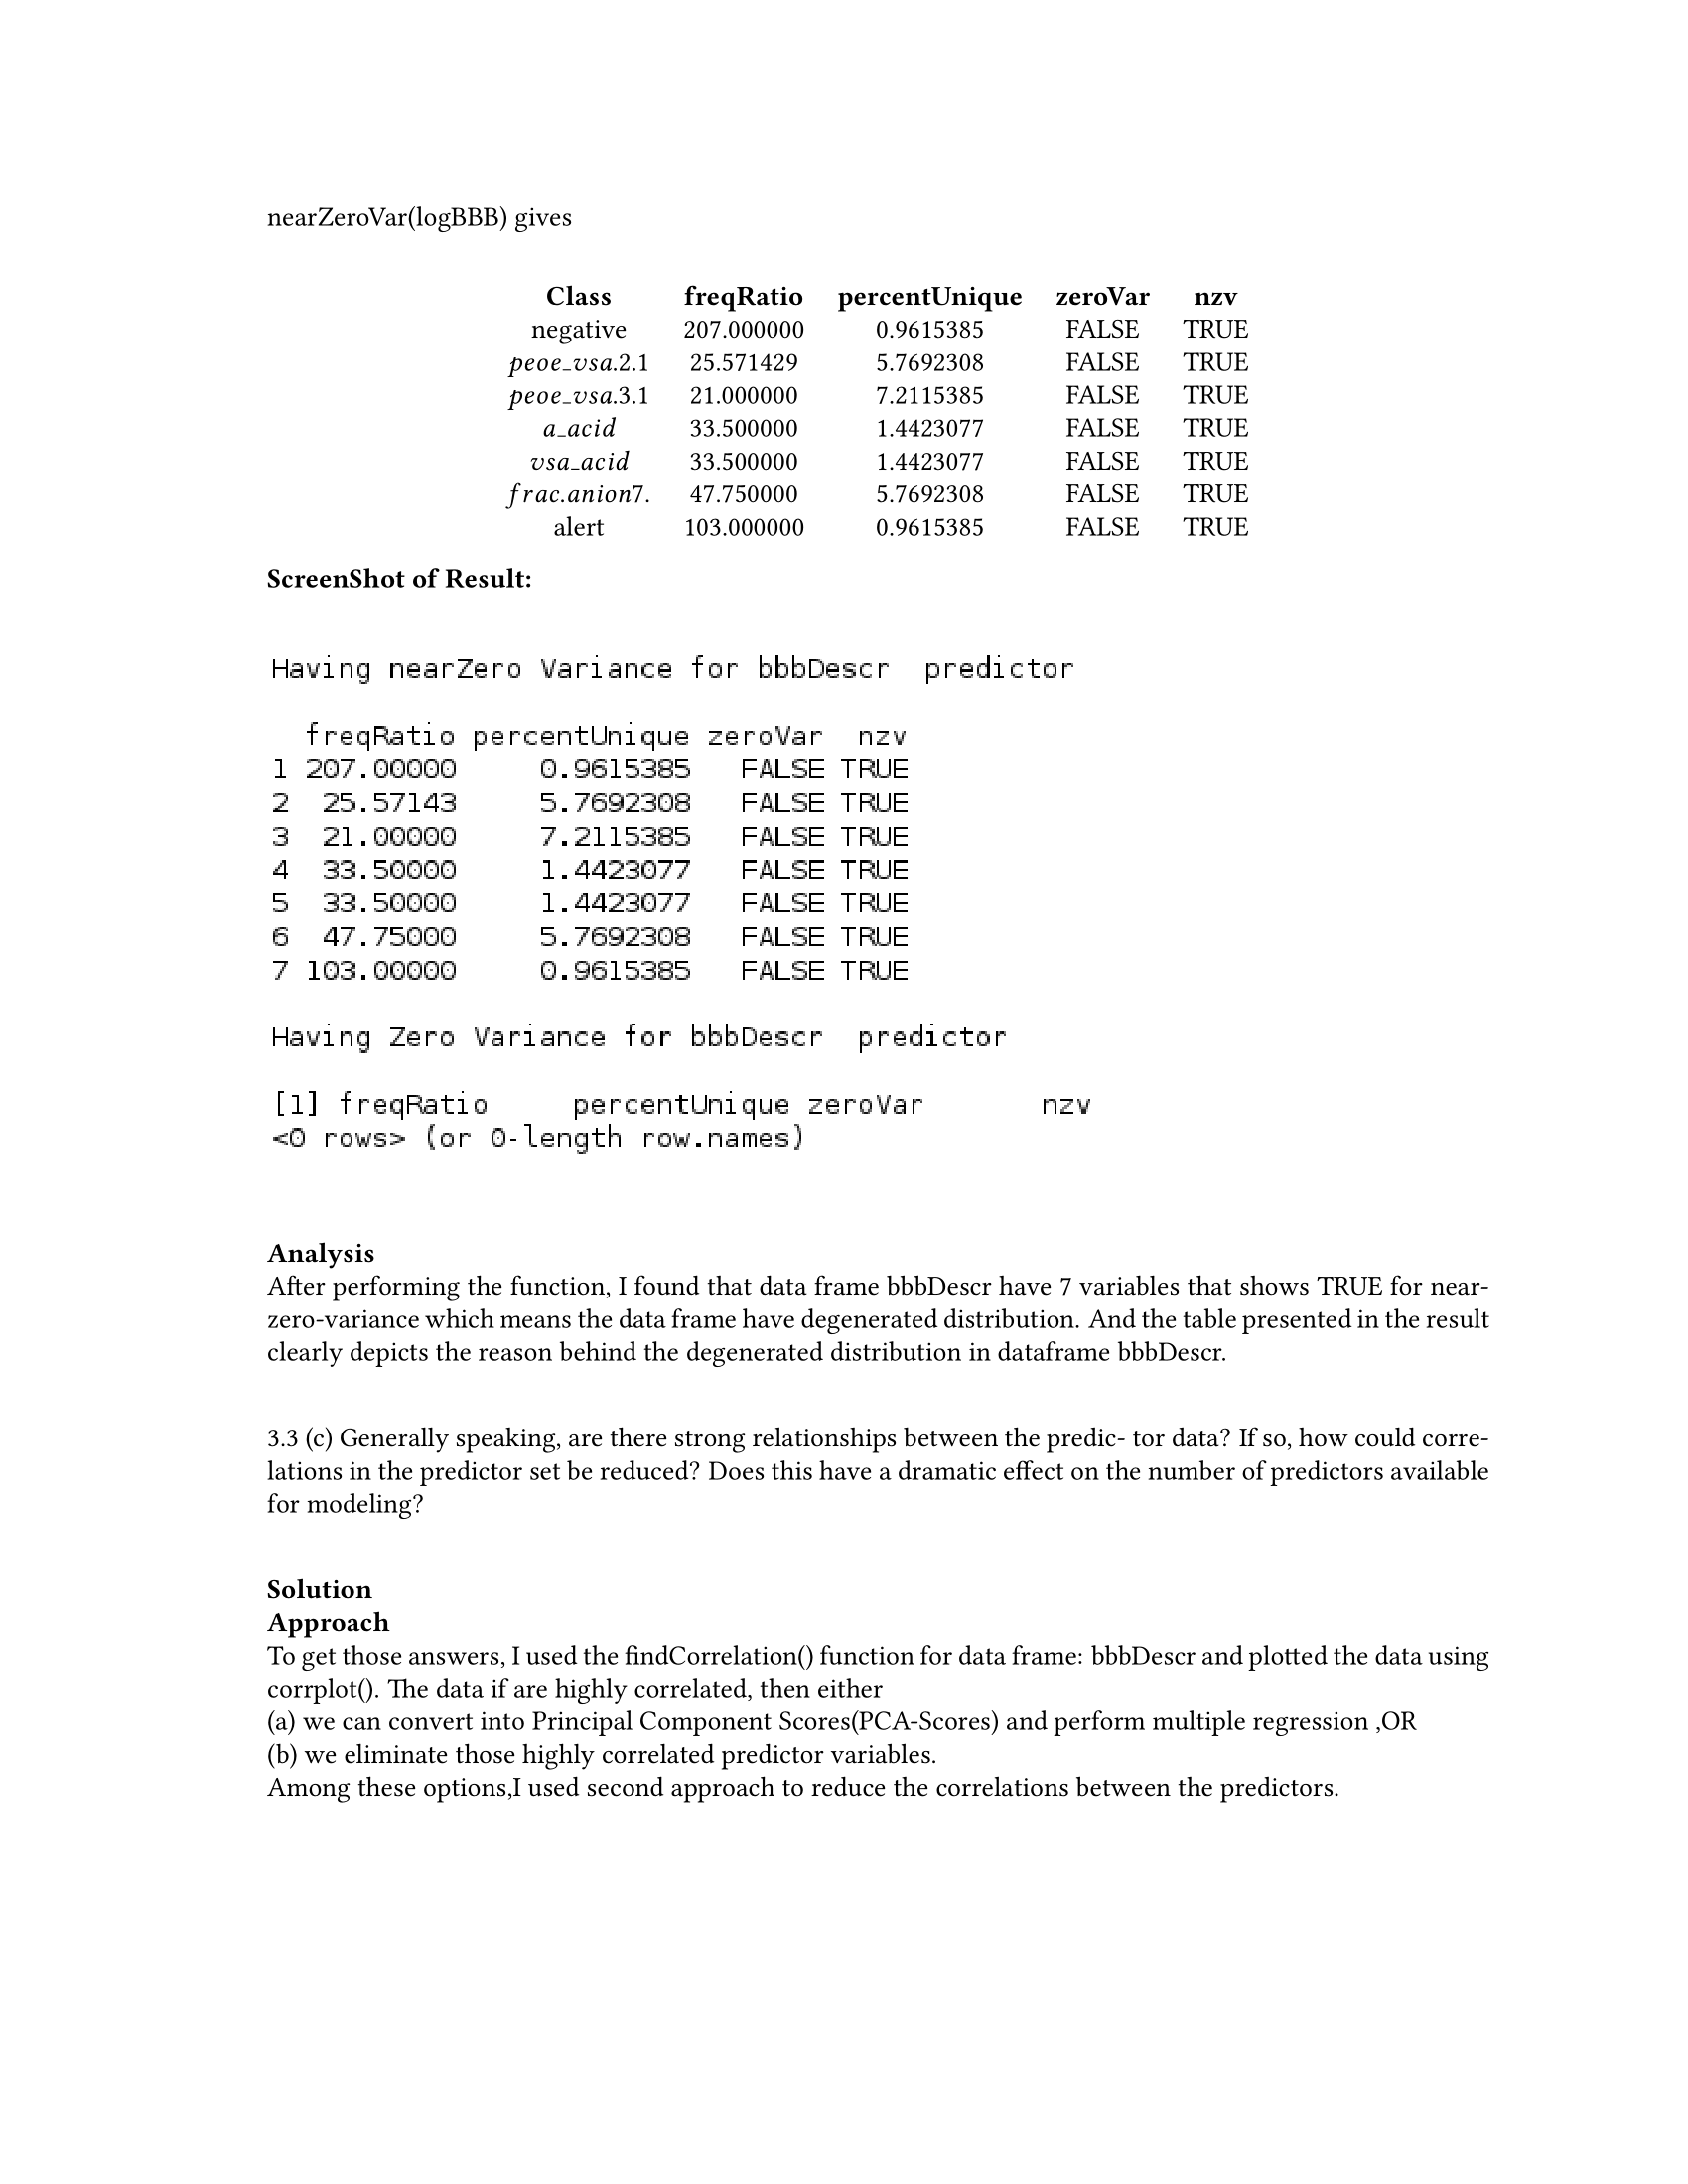 nearZeroVar(logBBB) gives
Class freqRatio percentUnique zeroVar nzv
negative 207.000000 0.9615385 FALSE TRUE
peoe_vsa.2.1 25.571429 5.7692308 FALSE TRUE
peoe_vsa.3.1 21.000000 7.2115385 FALSE TRUE
a_acid 33.500000 1.4423077 FALSE TRUE
vsa_acid 33.500000 1.4423077 FALSE TRUE
frac.anion7. 47.750000 5.7692308 FALSE TRUE
alert 103.000000 0.9615385 FALSE TRUE
ScreenShot of Result:
Having nearZero Variance for bbbDescr predictor
freqRatio percentUnique zeroVar nzv
1 207.00000 0.9615385 FALSE TRUE
2 25.57143 5.7692308 FALSE TRUE
3 21.00000 7.2115385 FALSE TRUE
4 33.50000 1.4423077 FALSE TRUE
5 33.50000 1.4423077 FALSE TRUE
6 47.75000 5.7692308 FALSE TRUE
7 103.00000 0.9615385 FALSE TRUE
Having Zero Variance for bbbDescr predictor
[1] freqRatio percentUnique zeroVar nzv
<0 rows> (or 0-length row.names)
Analysis
After performing the function, I found that data frame bbbDescr have 7 variables that shows TRUE for near-
zero-variance which means the data frame have degenerated distribution. And the table presented in the result
clearly depicts the reason behind the degenerated distribution in dataframe bbbDescr.
3.3 (c) Generally speaking, are there strong relationships between the predic- tor data? If so, how could corre-
lations in the predictor set be reduced? Does this have a dramatic effect on the number of predictors available
for modeling?
Solution
Approach
To get those answers, I used the findCorrelation() function for data frame: bbbDescr and plotted the data using
corrplot(). The data if are highly correlated, then either
(a) we can convert into Principal Component Scores(PCA-Scores) and perform multiple regression ,OR
(b) we eliminate those highly correlated predictor variables.
Among these options,I used second approach to reduce the correlations between the predictors.